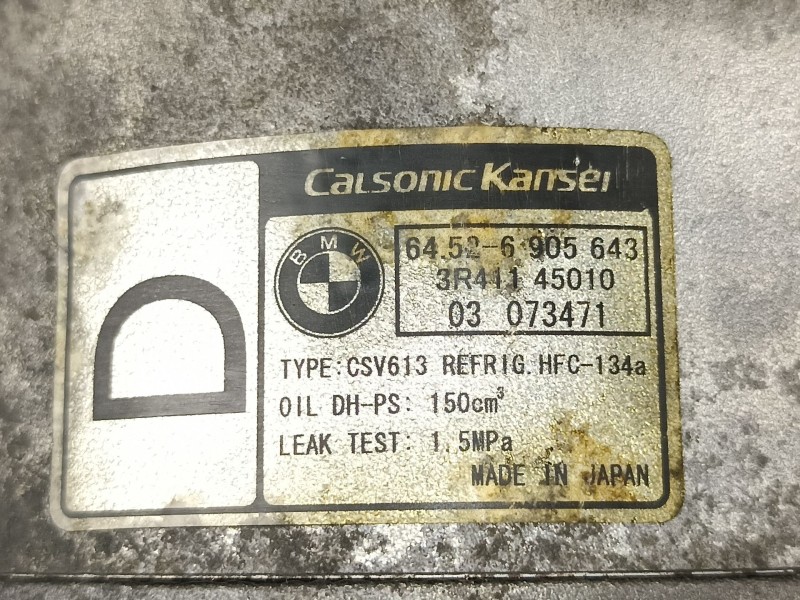 Calsonic Kansei
BMW
64.52-6 905 643
3R411 45010
03 073471
D
TYPE:CSV613 REFRIG.HFC-134a
OIL DH-PS: 150cm³
LEAK TEST: 1.5MPa
MADE IN JAPAN